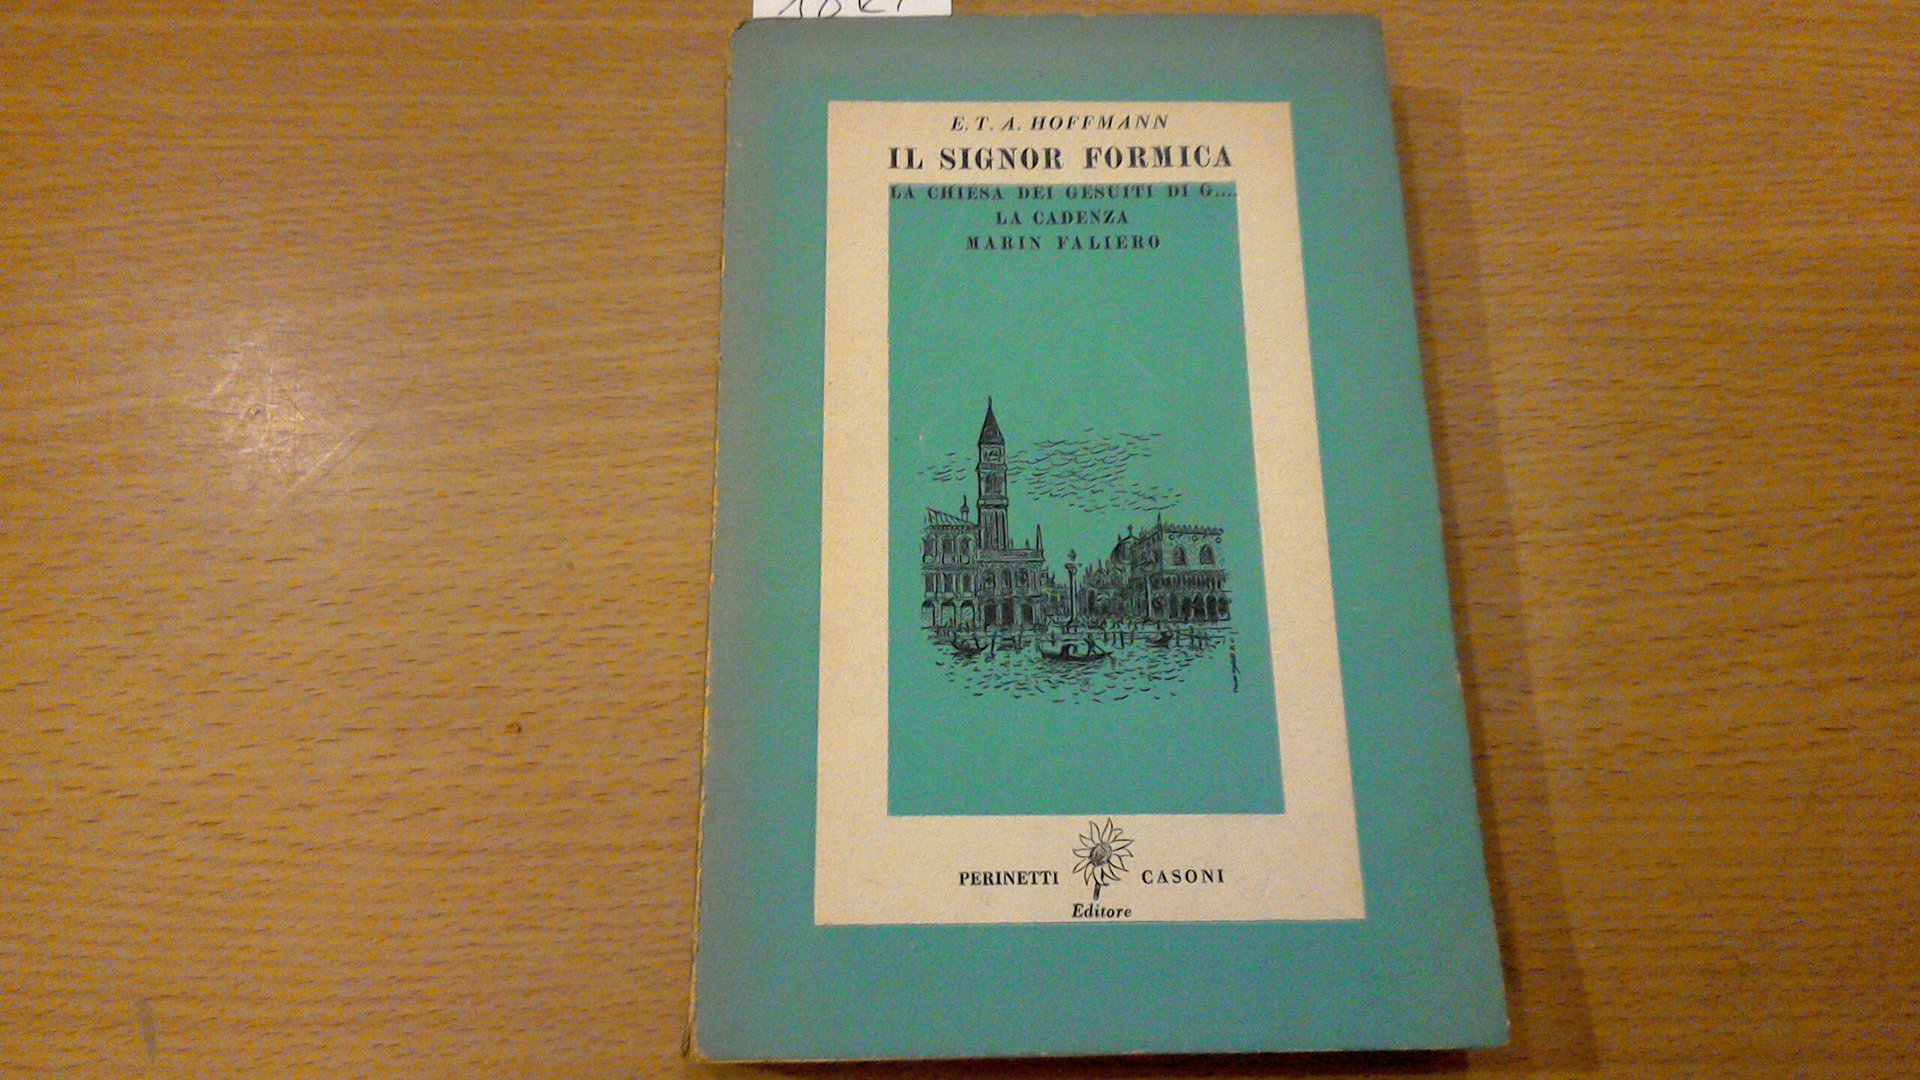 E. T. A. HOFFMANN
IL SIGNOR FORMICA
LA CHIESA DEI GESUITI DI G....
LA CADENZA
MARIN FALIERO
PERINETTI CASONI
Editore